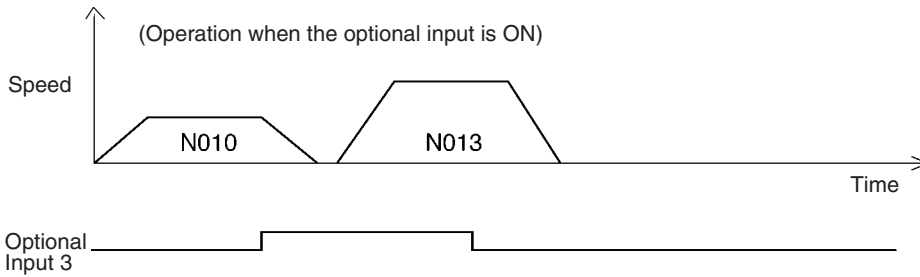 (Operation when the optional input is ON)
Speed
N010
N013
Time
Optional
Input 3